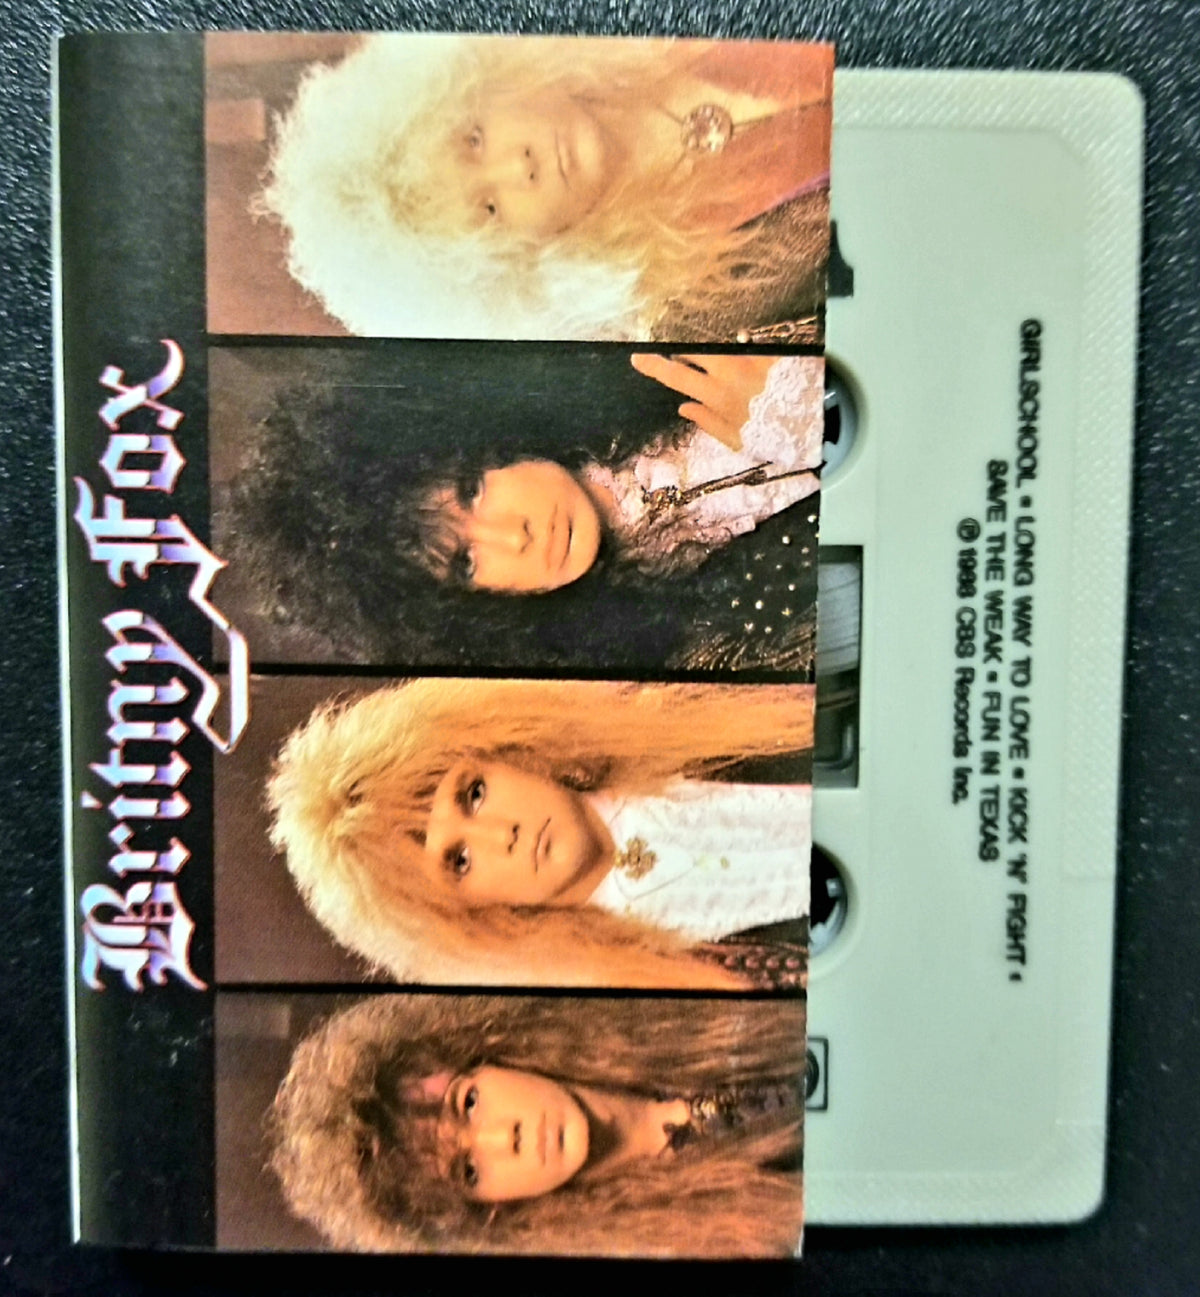 Britny Fox
1
GIRLSCHOOL • LONG WAY TO LOVE • KICK 'N' FIGHT •
SAVE THE WEAK • FUN IN TEXAS
℗ 1988 CBS Records Inc.